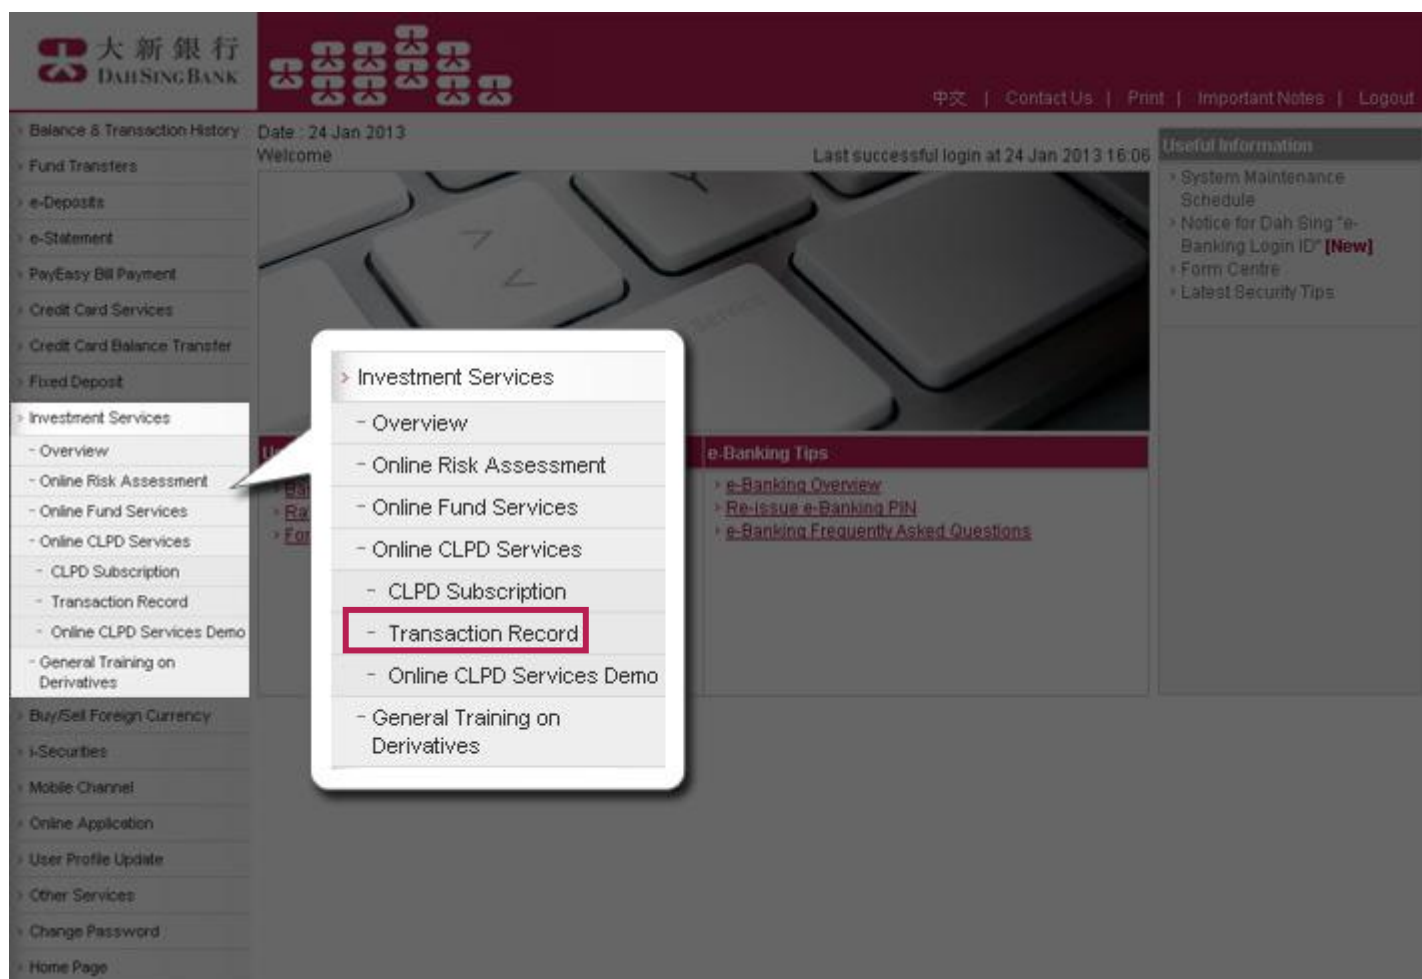 大新銀行
DAH SING BANK
中文 | Contact Us | Print | Important Notes | Logout
Balance & Transaction History
Fund Transfers
e-Deposits
e-Statement
PayEasy Bill Payment
Credit Card Services
Credit Card Balance Transfer
Fixed Deposit
Investment Services
- Overview
- Online Risk Assessment
- Online Fund Services
- Online CLPD Services
- CLPD Subscription
- Transaction Record
- Online CLPD Services Demo
- General Training on
Derivatives
Buy/Sell Foreign Currency
i-Securities
Mobile Channel
Online Application
User Profile Update
Other Services
Change Password
Home Page
Date : 24 Jan 2013
Welcome
Last successful login at 24 Jan 2013 16:06
Investment Services
- Overview
- Online Risk Assessment
- Online Fund Services
- Online CLPD Services
- CLPD Subscription
- Transaction Record
- Online CLPD Services Demo
- General Training on
Derivatives
e-Banking Tips
e-Banking Overview
Re-issue e-Banking PIN
e-Banking Frequently Asked Questions
Useful Information
System Maintenance
Schedule
Notice for Dah Sing "e-
Banking Login ID" [New]
Form Centre
Latest Security Tips